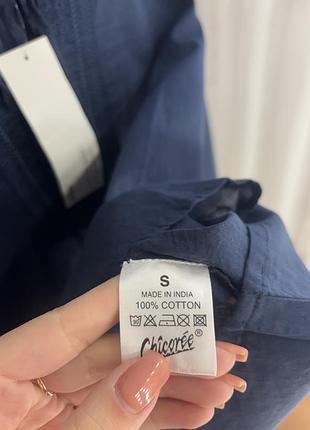 S
MADE IN INDIA
100% COTTON
Chicorée®